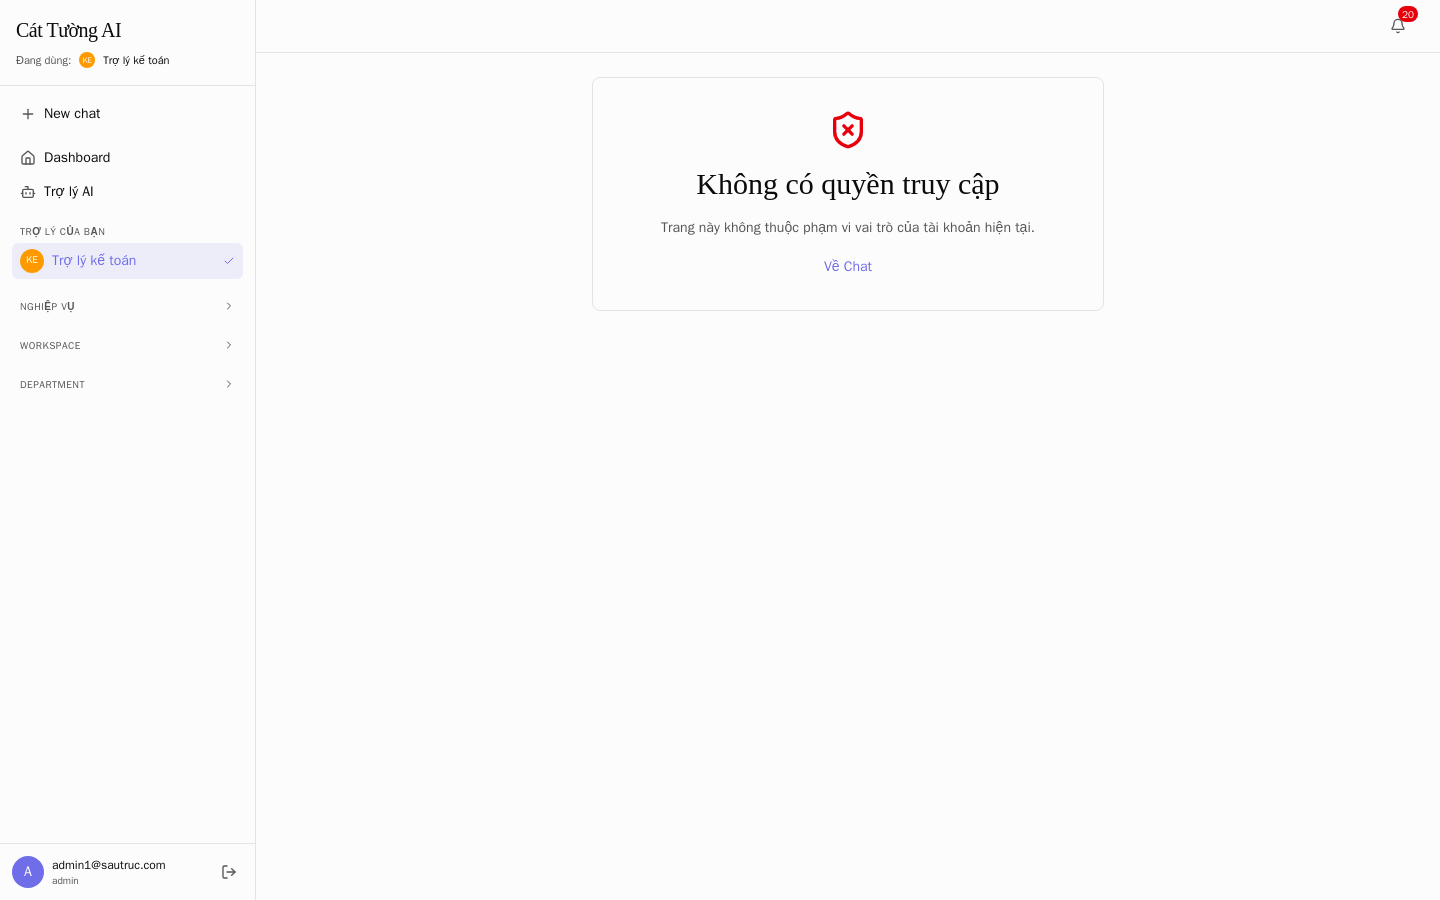 Cát Tường AI
Đang dùng: KE Trợ lý kế toán
New chat
Dashboard
Trợ lý AI
TRỢ LÝ CỦA BẠN
KE Trợ lý kế toán
NGHIỆP VỤ
WORKSPACE
DEPARTMENT
A
admin1@sautruc.com
admin
20
Không có quyền truy cập
Trang này không thuộc phạm vi vai trò của tài khoản hiện tại.
Về Chat